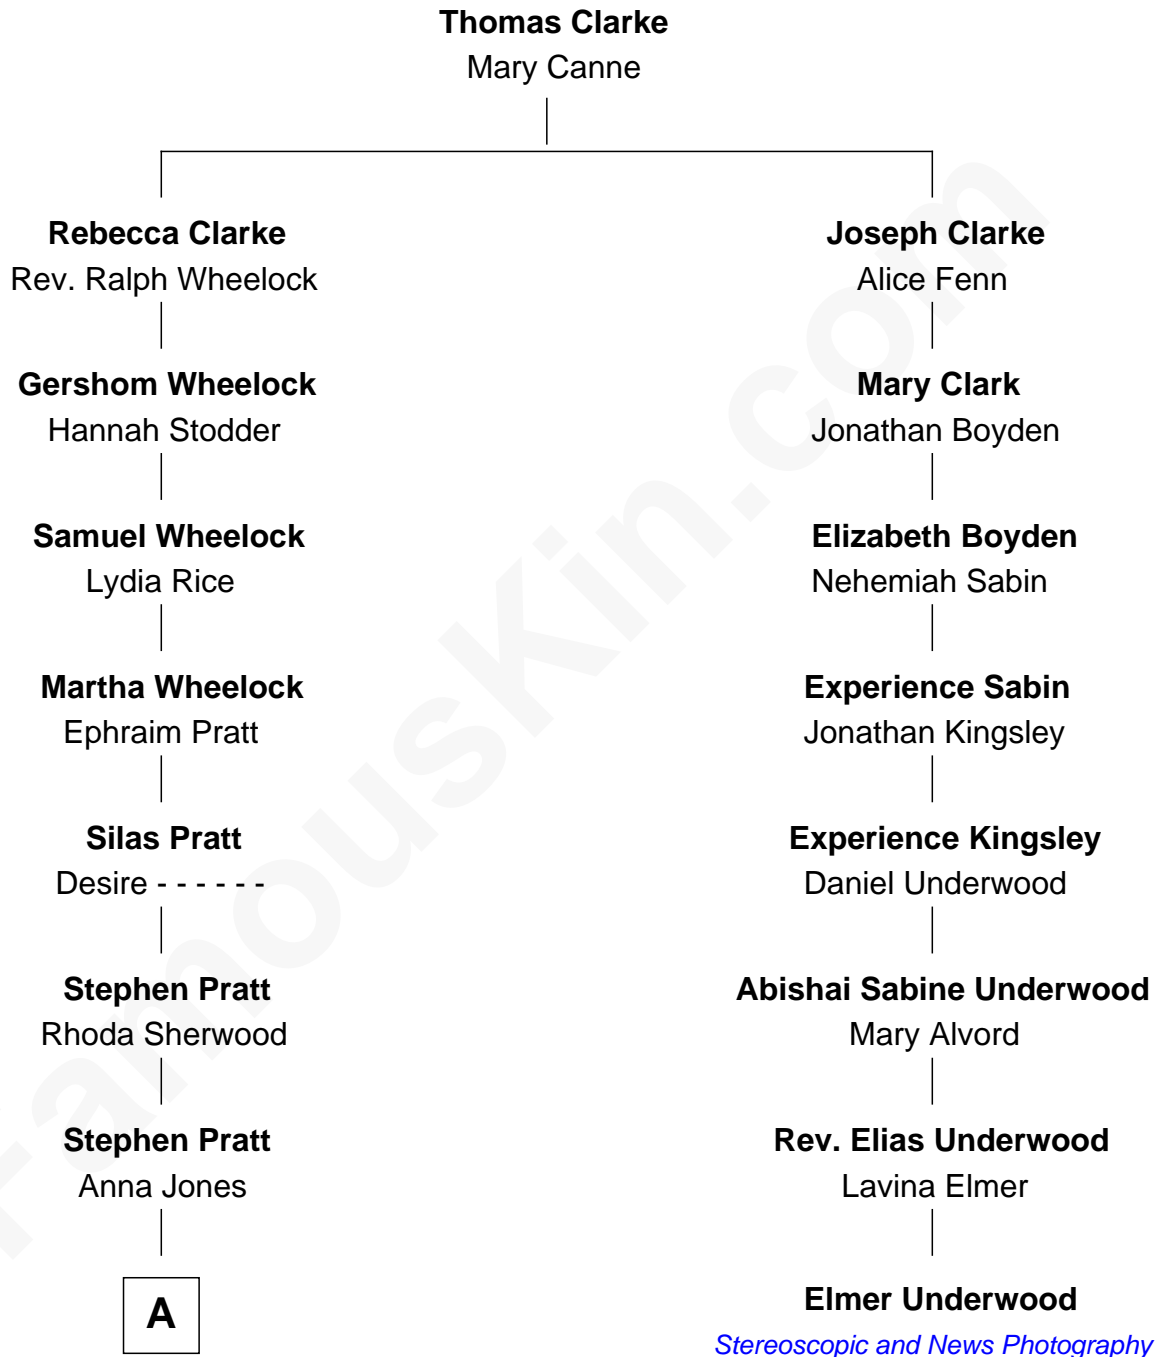 Thomas Clarke
Mary Canne
Rebecca Clarke
Rev. Ralph Wheelock
Gershom Wheelock
Hannah Stodder
Samuel Wheelock
Lydia Rice
Martha Wheelock
Ephraim Pratt
Silas Pratt
Desire - - - - - -
Stephen Pratt
Rhoda Sherwood
Stephen Pratt
Anna Jones
A
Joseph Clarke
Alice Fenn
Mary Clark
Jonathan Boyden
Elizabeth Boyden
Nehemiah Sabin
Experience Sabin
Jonathan Kingsley
Experience Kingsley
Daniel Underwood
Abishai Sabine Underwood
Mary Alvord
Rev. Elias Underwood
Lavina Elmer
Elmer Underwood
Stereoscopic and News Photography
FamousKin.com